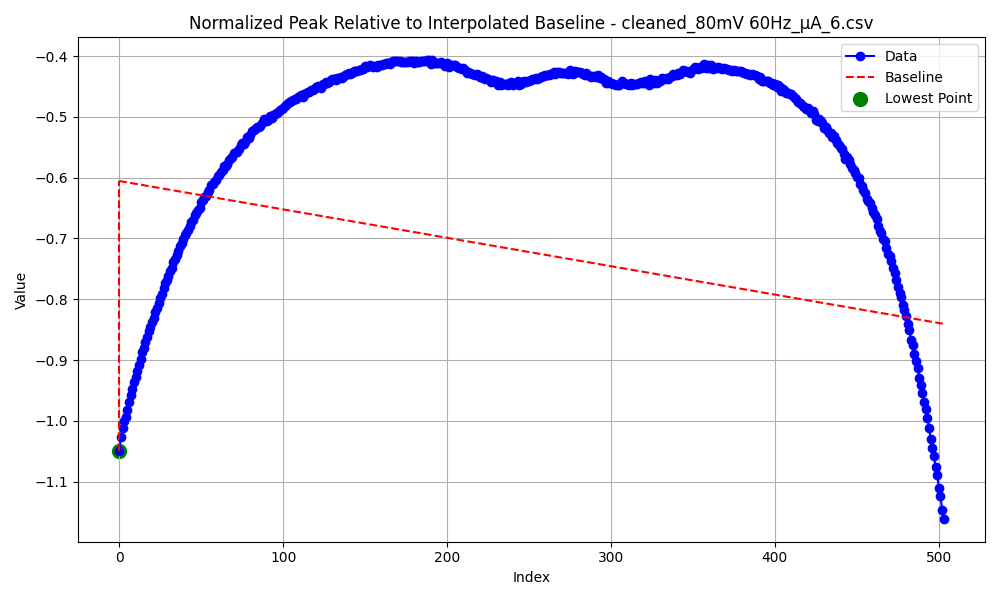 Normalized Peak Relative to Interpolated Baseline - cleaned_80mV 60Hz_μA_6.csv
Data
Baseline
Lowest Point
Value
−0.4
−0.5
−0.6
−0.7
−0.8
−0.9
−1.0
−1.1
0 100 200 300 400 500
Index